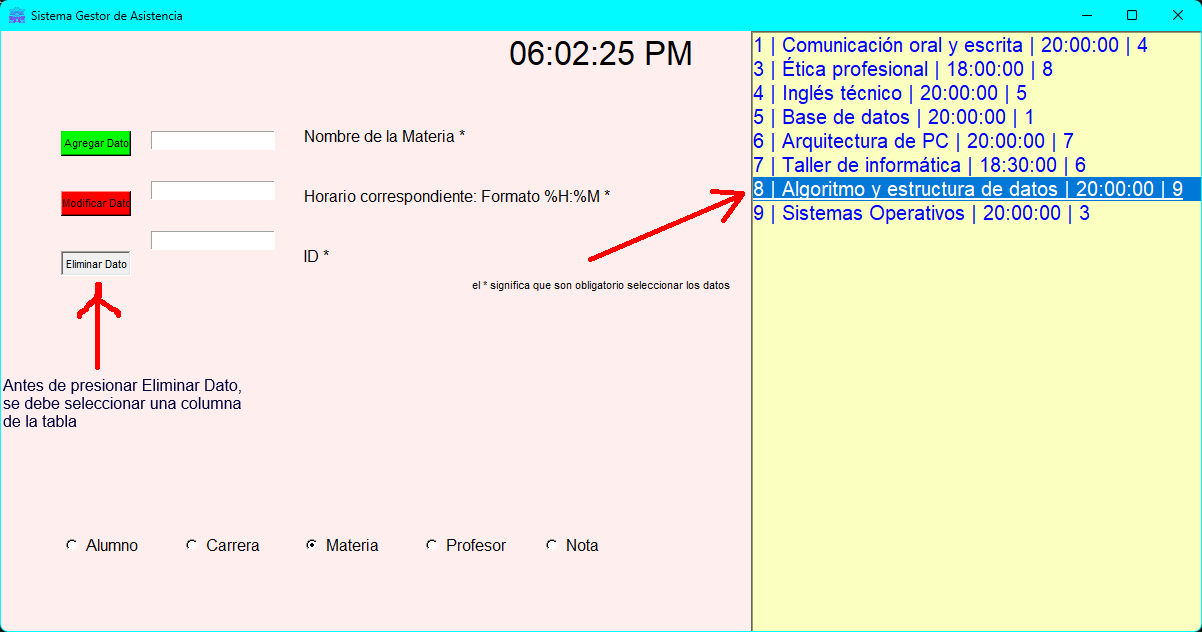 Sistema Gestor de Asistencia
06:02:25 PM
Agregar Dato
Nombre de la Materia *
Modificar Dato
Horario correspondiente: Formato %H:%M *
Eliminar Dato
ID *
el * significa que son obligatorio seleccionar los datos
Antes de presionar Eliminar Dato,
se debe seleccionar una columna
de la tabla
Alumno
Carrera
Materia
Profesor
Nota
1 | Comunicación oral y escrita | 20:00:00 | 4
3 | Ética profesional | 18:00:00 | 8
4 | Inglés técnico | 20:00:00 | 5
5 | Base de datos | 20:00:00 | 1
6 | Arquitectura de PC | 20:00:00 | 7
7 | Taller de informática | 18:30:00 | 6
8 | Algoritmo y estructura de datos | 20:00:00 | 9
9 | Sistemas Operativos | 20:00:00 | 3